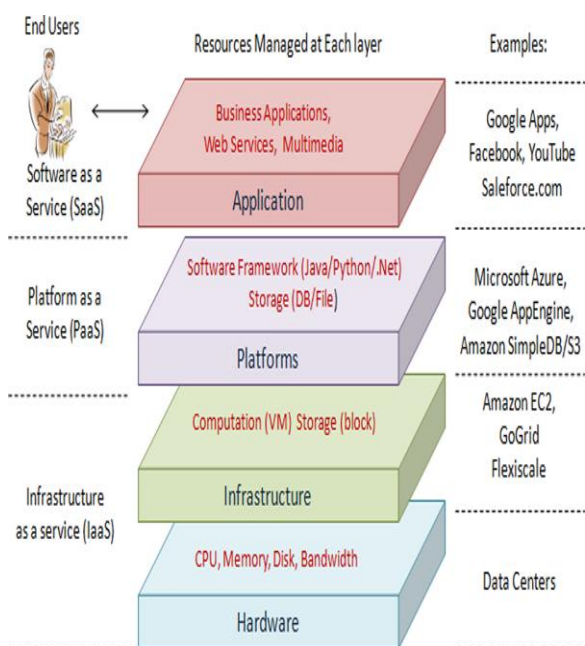 End Users
Resources Managed at Each layer
Examples:
Business Applications,
Web Services, Multimedia
Application
Software as a
Service (SaaS)
Google Apps,
Facebook, YouTube
Saleforce.com
Software Framework (Java/Python/.Net)
Storage (DB/File)
Platforms
Platform as a
Service (PaaS)
Microsoft Azure,
Google AppEngine,
Amazon SimpleDB/S3
Computation (VM) Storage (block)
Infrastructure
Amazon EC2,
GoGrid
Flexiscale
Infrastructure
as a service (IaaS)
CPU, Memory, Disk, Bandwidth
Hardware
Data Centers